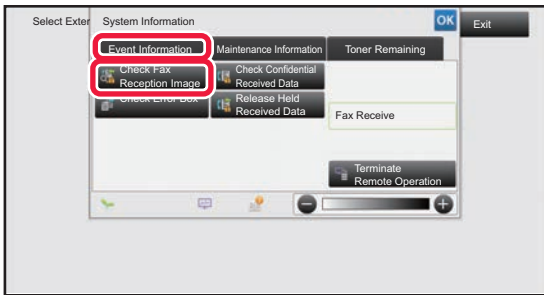 Select Exter
System Information
OK
Exit
Event Information
Maintenance Information
Toner Remaining
Check Fax
Reception Image
Check Confidential
Received Data
Check Error Box
Release Held
Received Data
Fax Receive
Terminate
Remote Operation